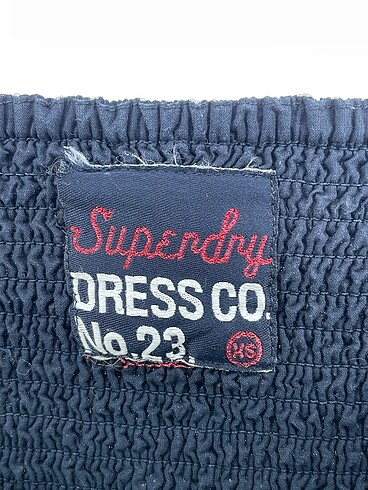 Superdry
DRESS CO.
No.23.
XS